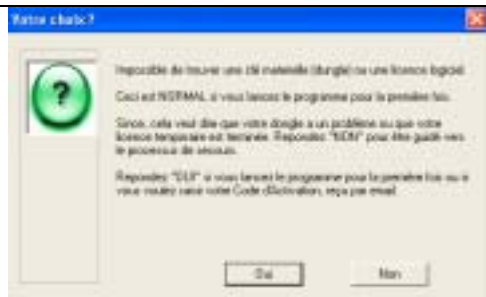 Votre choix ?
Impossible de trouver une clé matérielle (dongle) ou une licence logiciel.
Ceci est NORMAL si vous lancez le programme pour la première fois.
Sinon, cela veut dire que votre dongle a un problème ou que votre
licence temporaire est terminée. Repondez "NON" pour être guidé vers
le processus de secours.
Repondez "OUI" si vous lancez le programme pour la première fois ou si
vous voulez saisir votre Code d'Activation, reçu par email.
Oui
Non